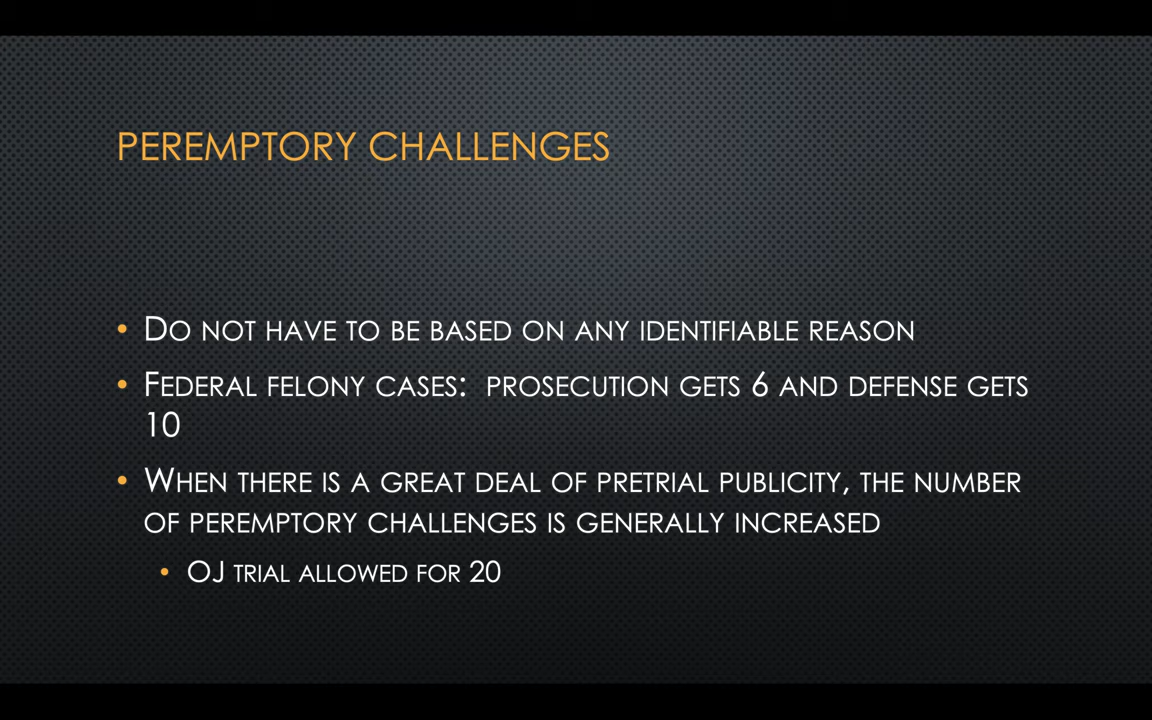 PEREMPTORY CHALLENGES
• DO NOT HAVE TO BE BASED ON ANY IDENTIFIABLE REASON
• FEDERAL FELONY CASES:  PROSECUTION GETS 6 AND DEFENSE GETS
10
• WHEN THERE IS A GREAT DEAL OF PRETRIAL PUBLICITY, THE NUMBER
OF PEREMPTORY CHALLENGES IS GENERALLY INCREASED
• OJ TRIAL ALLOWED FOR 20